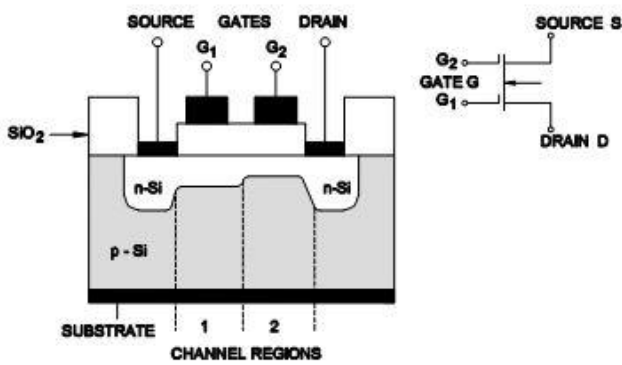 SOURCE GATES DRAIN
G1 G2
SiO2
n-Si n-Si
p - Si
SUBSTRATE
1 2
CHANNEL REGIONS
SOURCE S
G2
GATE G
G1
DRAIN D